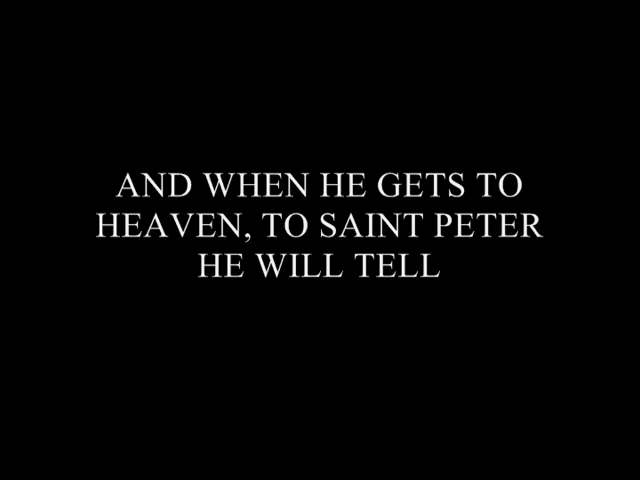 AND WHEN HE GETS TO
HEAVEN, TO SAINT PETER
HE WILL TELL